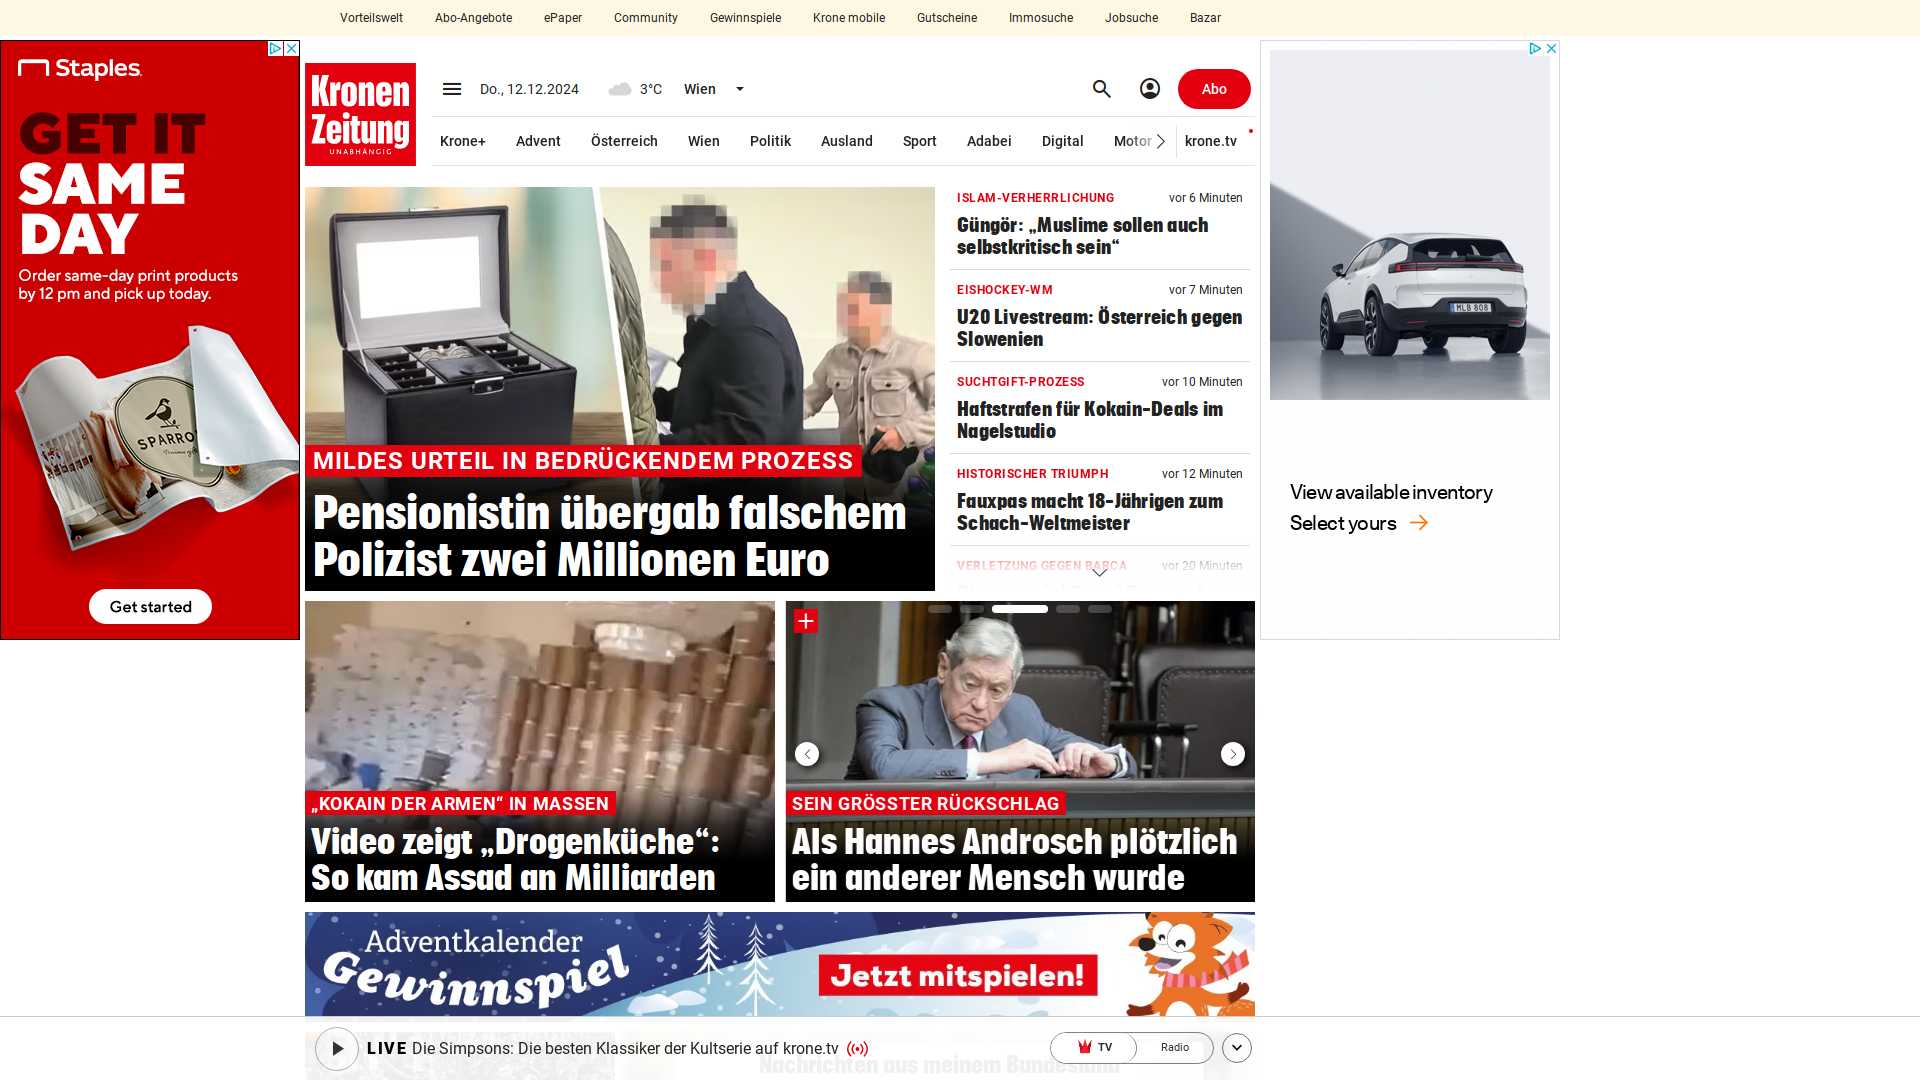 Vorteilswelt
Abo-Angebote
ePaper
Community
Gewinnspiele
Krone mobile
Gutscheine
Immosuche
Jobsuche
Bazar
Staples
GET IT
SAME
DAY
Order same-day print products
by 12 pm and pick up today.
SPARRO
Get started
Kronen
Zeitung
UNABHÄNGIG
Do., 12.12.2024
3°C
Wien
Abo
Krone+
Advent
Österreich
Wien
Politik
Ausland
Sport
Adabei
Digital
Motor
krone.tv
MILDES URTEIL IN BEDRÜCKENDEM PROZESS
Pensionistin übergab falschem
Polizist zwei Millionen Euro
ISLAM-VERHERRLICHUNG
vor 6 Minuten
Güngör: „Muslime sollen auch
selbstkritisch sein“
EISHOCKEY-WM
vor 7 Minuten
U20 Livestream: Österreich gegen
Slowenien
SUCHTGIFT-PROZESS
vor 10 Minuten
Haftstrafen für Kokain-Deals im
Nagelstudio
HISTORISCHER TRIUMPH
vor 12 Minuten
Fauxpas macht 18-Jährigen zum
Schach-Weltmeister
VERLETZUNG GEGEN BARCA
vor 20 Minuten
MLB 808
View available inventory
Select yours
„KOKAIN DER ARMEN“ IN MASSEN
Video zeigt „Drogenküche“:
So kam Assad an Milliarden
SEIN GRÖSSTER RÜCKSCHLAG
Als Hannes Androsch plötzlich
ein anderer Mensch wurde
Adventkalender
Gewinnspiel
Jetzt mitspielen!
LIVE Die Simpsons: Die besten Klassiker der Kultserie auf krone.tv
TV
Radio
Nachrichten aus meinem Bundesland